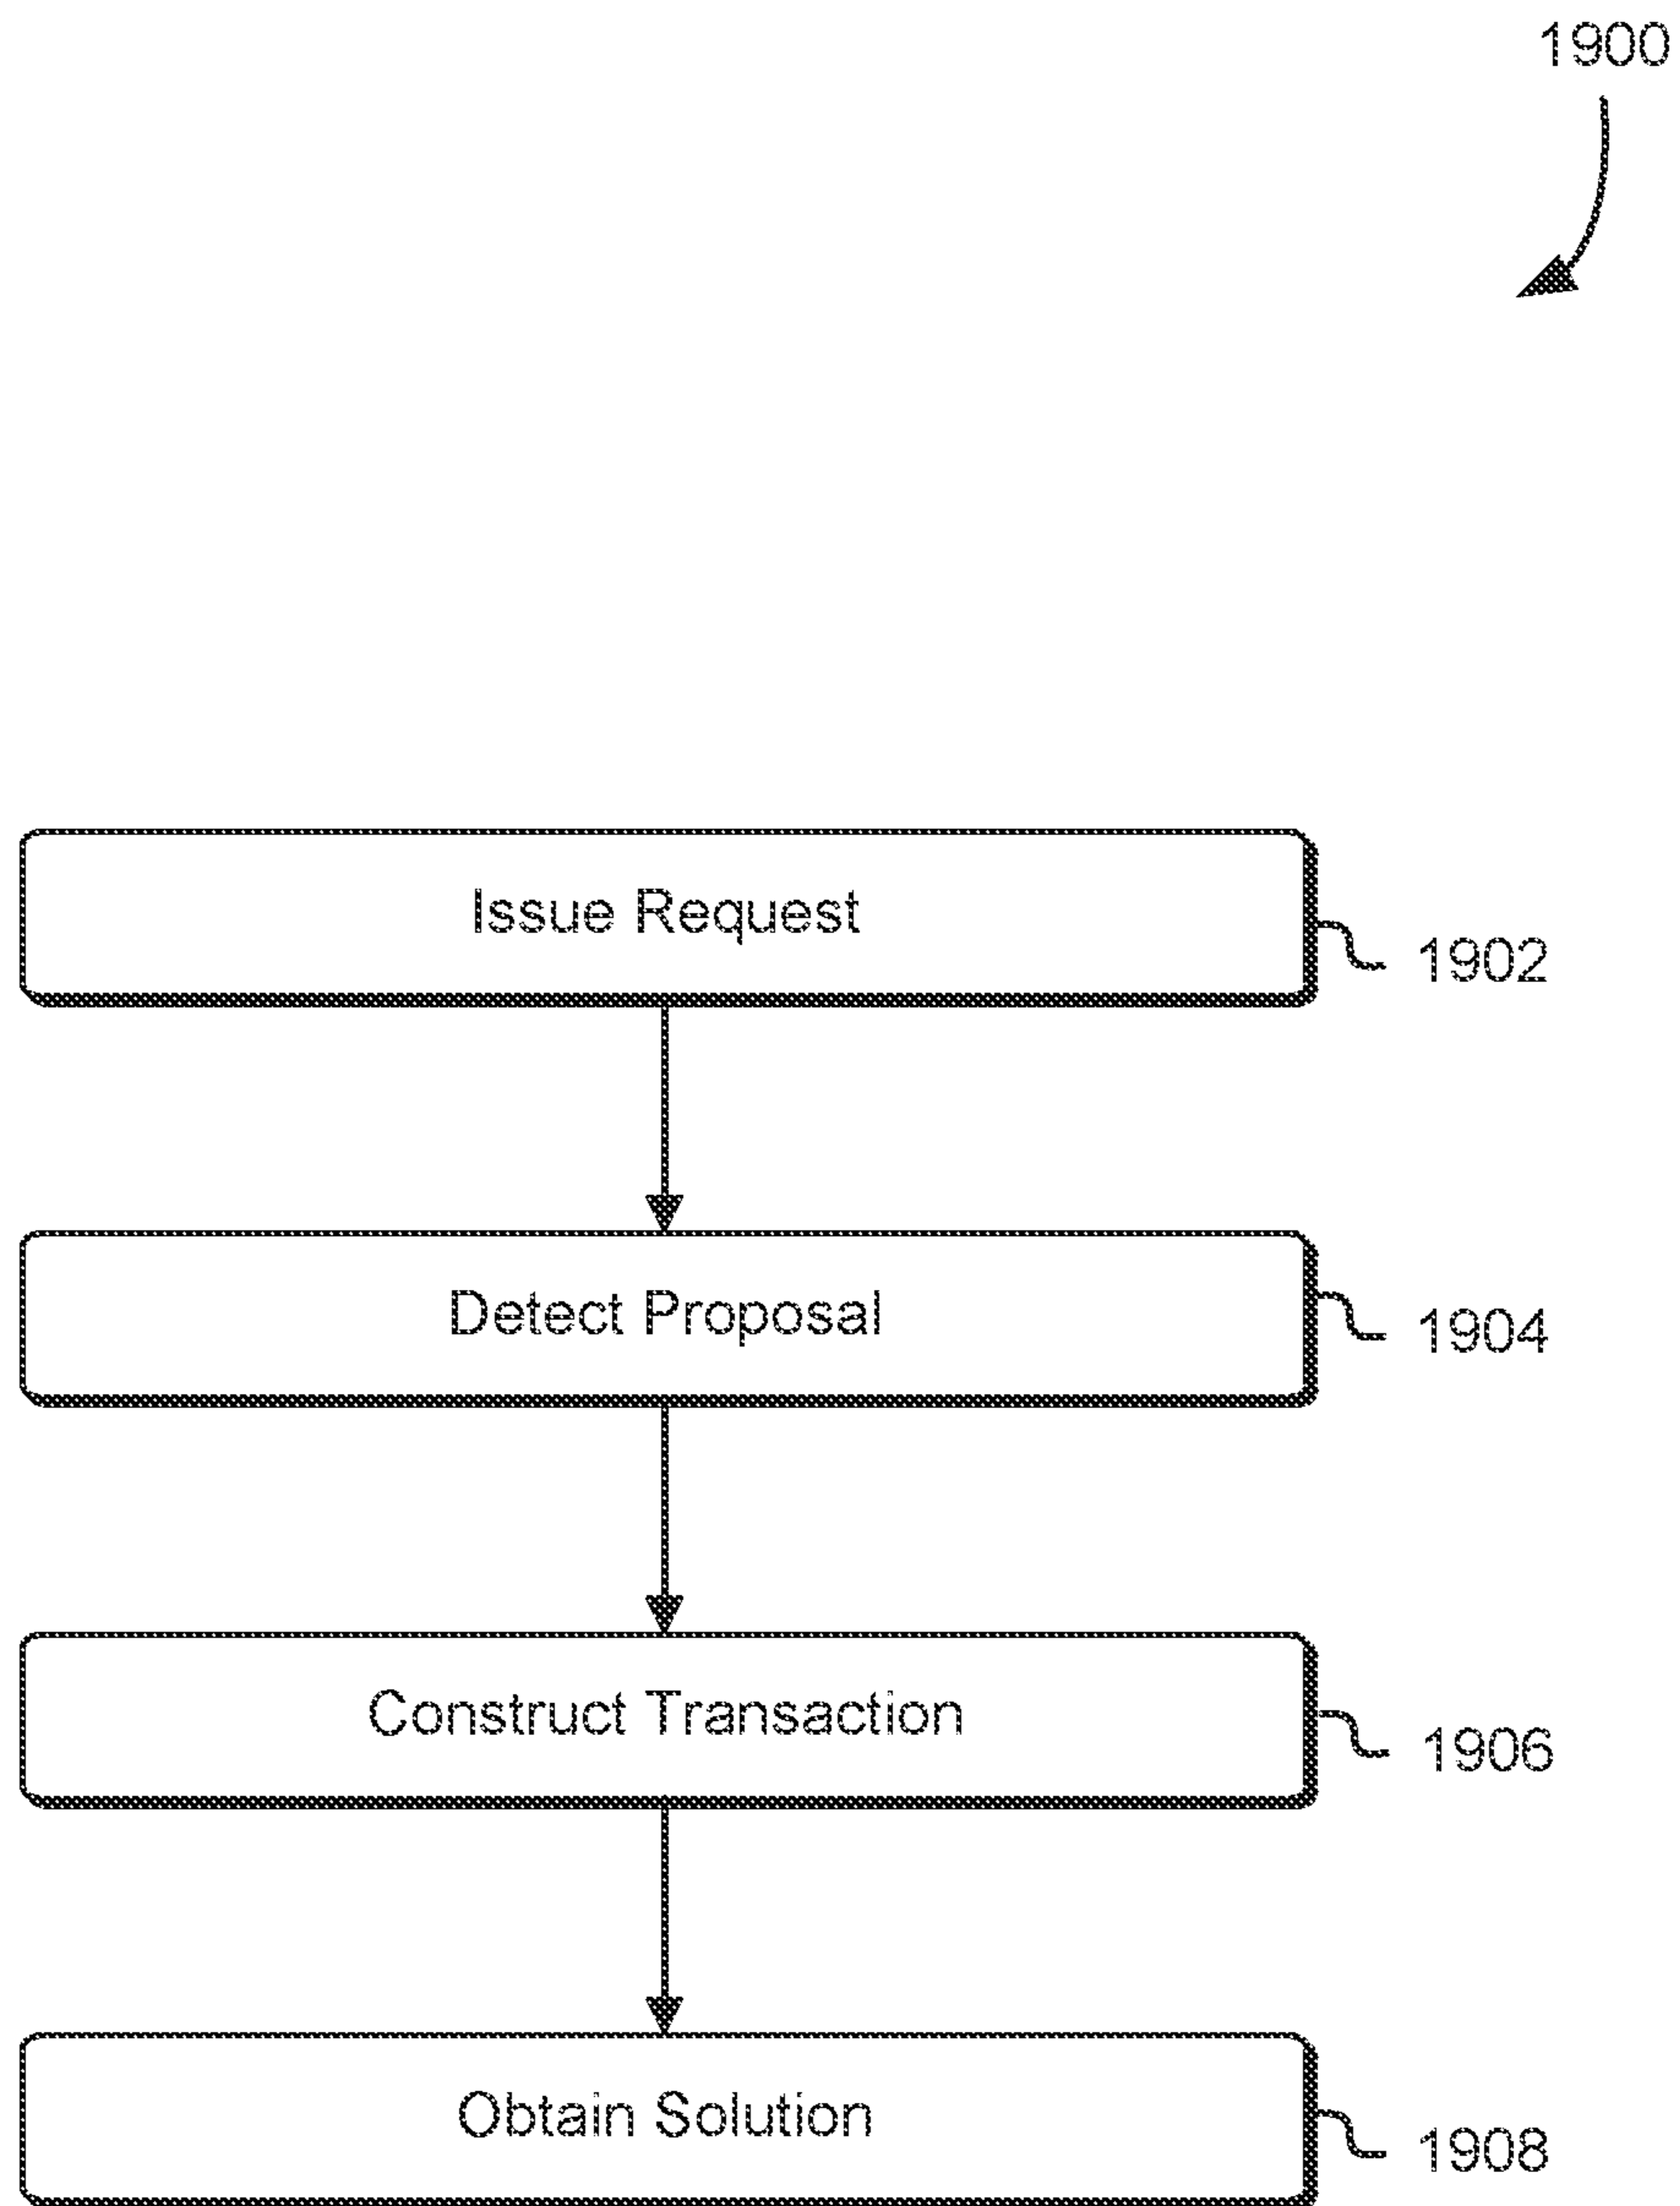 1900
Issue Request
1902
Detect Proposal
1904
Construct Transaction
1906
Obtain Solution
1908